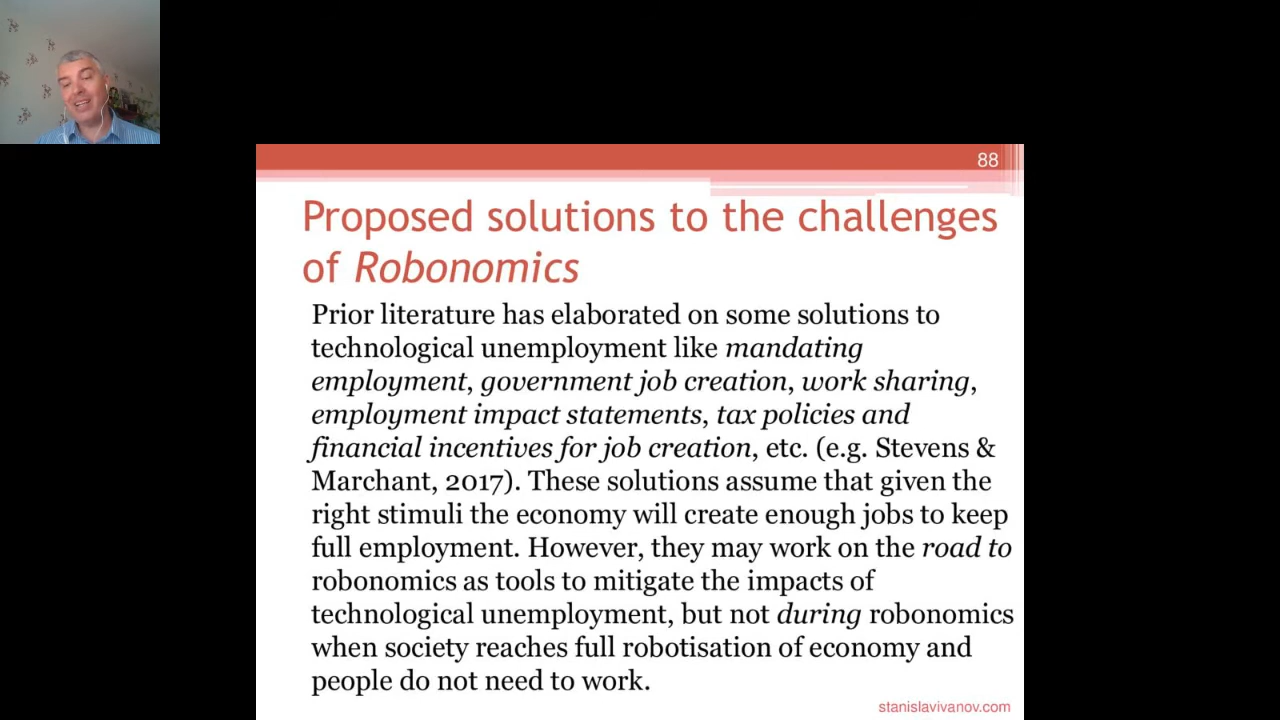 88
Proposed solutions to the challenges
of Robonomics
Prior literature has elaborated on some solutions to
technological unemployment like mandating
employment, government job creation, work sharing,
employment impact statements, tax policies and
financial incentives for job creation, etc. (e.g. Stevens &
Marchant, 2017). These solutions assume that given the
right stimuli the economy will create enough jobs to keep
full employment. However, they may work on the road to
robonomics as tools to mitigate the impacts of
technological unemployment, but not during robonomics
when society reaches full robotisation of economy and
people do not need to work.
stanislavivanov.com